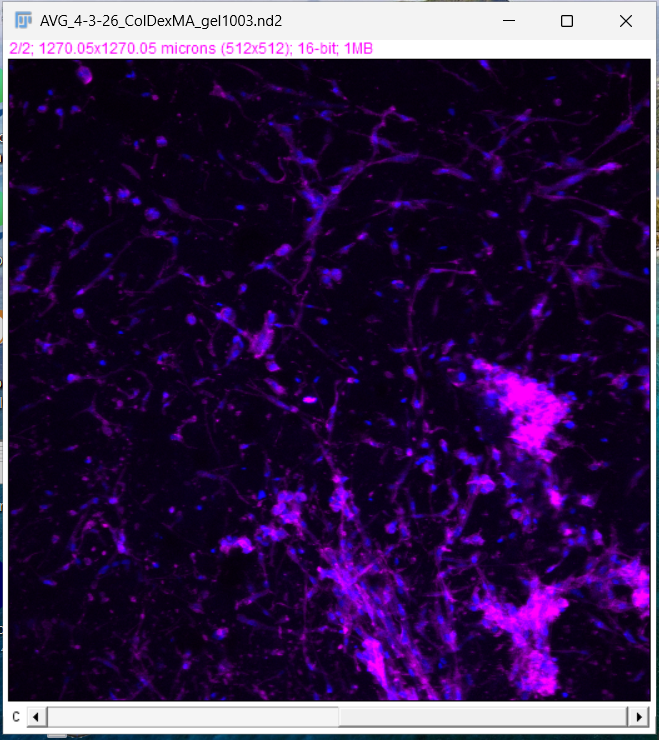 AVG_4-3-26_ColDexMA_gel1003.nd2
2/2; 1270.05x1270.05 microns (512x512); 16-bit; 1MB
C